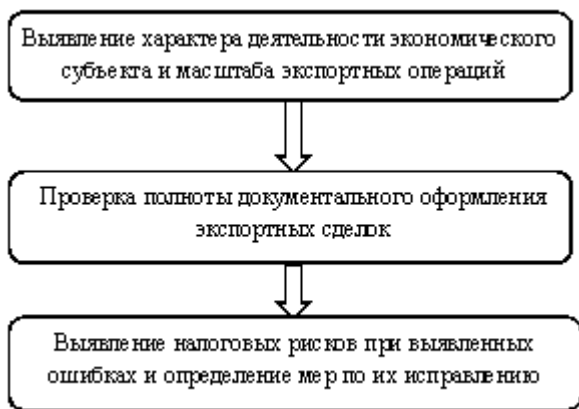 Выявление характера деятельности экономического
субъекта и масштаба экспортных операций
Проверка полноты документального оформления
экспортных сделок
Выявление налоговых рисков при выявленных
ошибках и определение мер по их исправлению